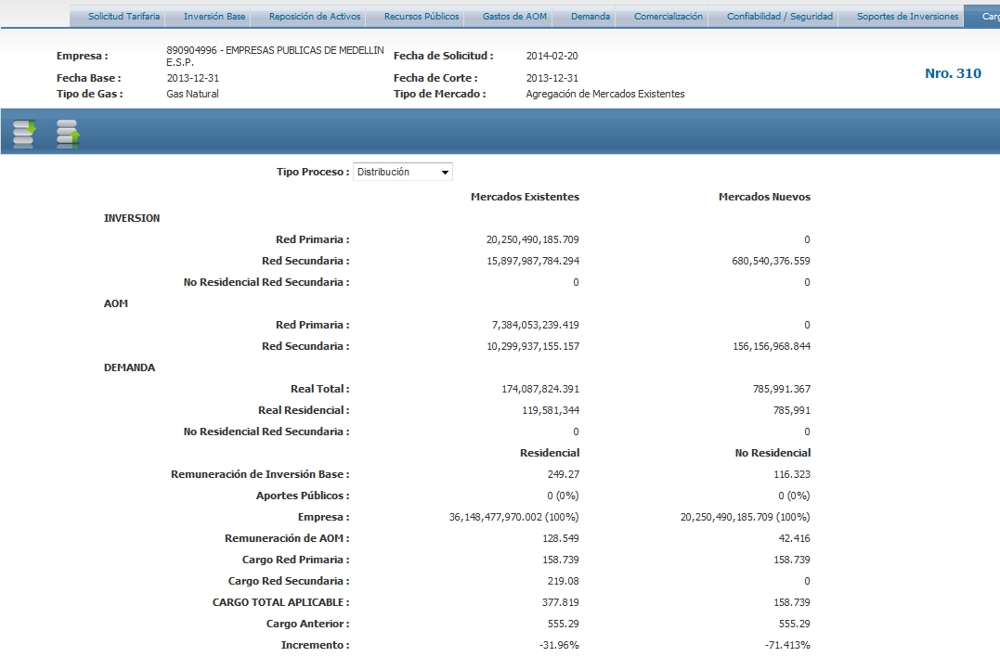 Solicitud Tarifaria Inversión Base Reposición de Activos Recursos Públicos Gastos de AOM Demanda Comercialización Confiabilidad / Seguridad Soportes de Inversiones Carg
Empresa : 890904996 - EMPRESAS PUBLICAS DE MEDELLIN E.S.P. Fecha de Solicitud : 2014-02-20
Nro. 310
Fecha Base : 2013-12-31 Fecha de Corte : 2013-12-31
Tipo de Gas : Gas Natural Tipo de Mercado : Agregación de Mercados Existentes
Tipo Proceso : Distribución
Mercados Existentes Mercados Nuevos
INVERSION
Red Primaria : 20,250,490,185.709 0
Red Secundaria : 15,897,987,784.294 680,540,376.559
No Residencial Red Secundaria : 0 0
AOM
Red Primaria : 7,384,053,239.419 0
Red Secundaria : 10,299,937,155.157 156,156,968.844
DEMANDA
Real Total : 174,087,824.391 785,991.367
Real Residencial : 119,581,344 785,991
No Residencial Red Secundaria : 0 0
Residencial No Residencial
Remuneración de Inversión Base : 249.27 116.323
Aportes Públicos : 0 (0%) 0 (0%)
Empresa : 36,148,477,970.002 (100%) 20,250,490,185.709 (100%)
Remuneración de AOM : 128.549 42.416
Cargo Red Primaria : 158.739 158.739
Cargo Red Secundaria : 219.08 0
CARGO TOTAL APLICABLE : 377.819 158.739
Cargo Anterior : 555.29 555.29
Incremento : -31.96% -71.413%